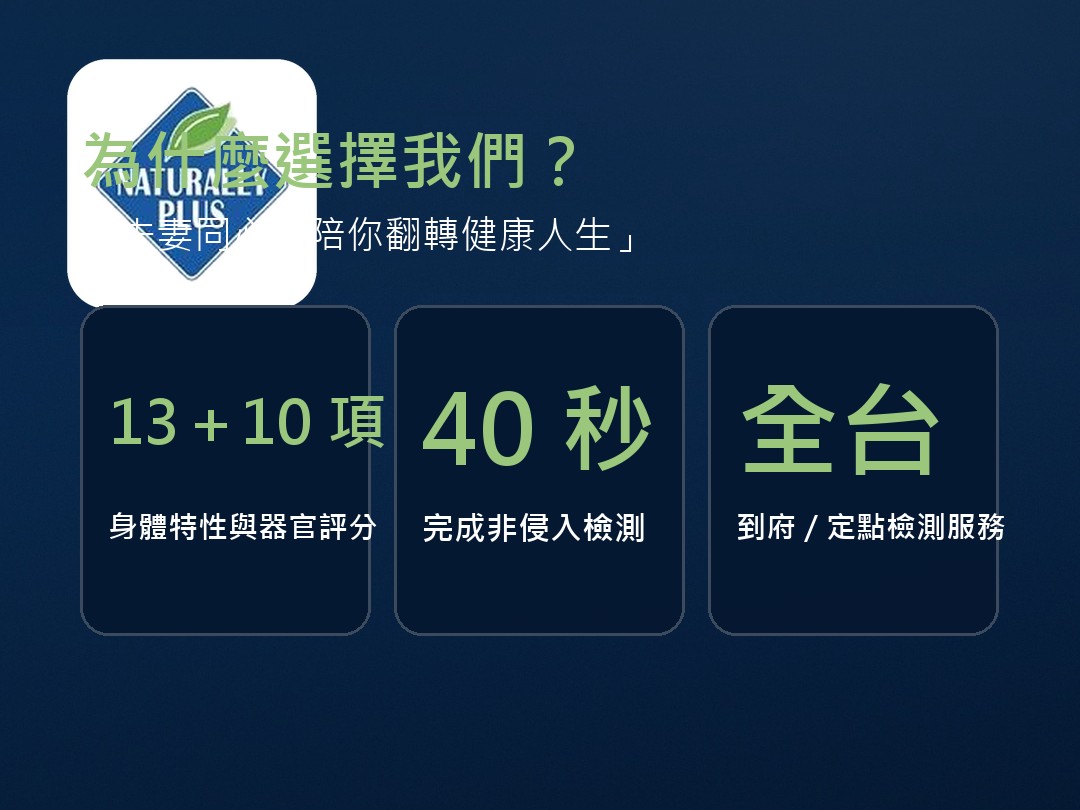 NATURALLY
PLUS
為什麼選擇我們？
夫妻同心 陪你翻轉健康人生」
13 + 10 項
身體特性與器官評分
40 秒
完成非侵入檢測
全台
到府 / 定點檢測服務